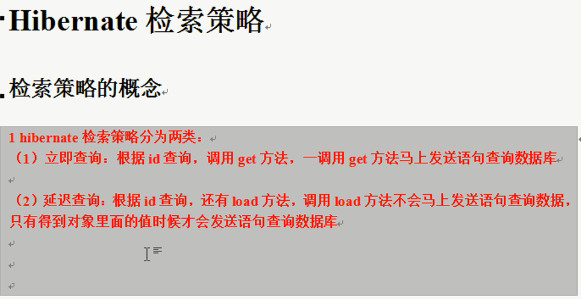 Hibernate 检索策略
检索策略的概念
1 hibernate 检索策略分为两类：
（1）立即查询：根据 id 查询，调用 get 方法，一调用 get 方法马上发送语句查询数据库
（2）延迟查询：根据 id 查询，还有 load 方法，调用 load 方法不会马上发送语句查询数据，
只有得到对象里面的值时候才会发送语句查询数据库